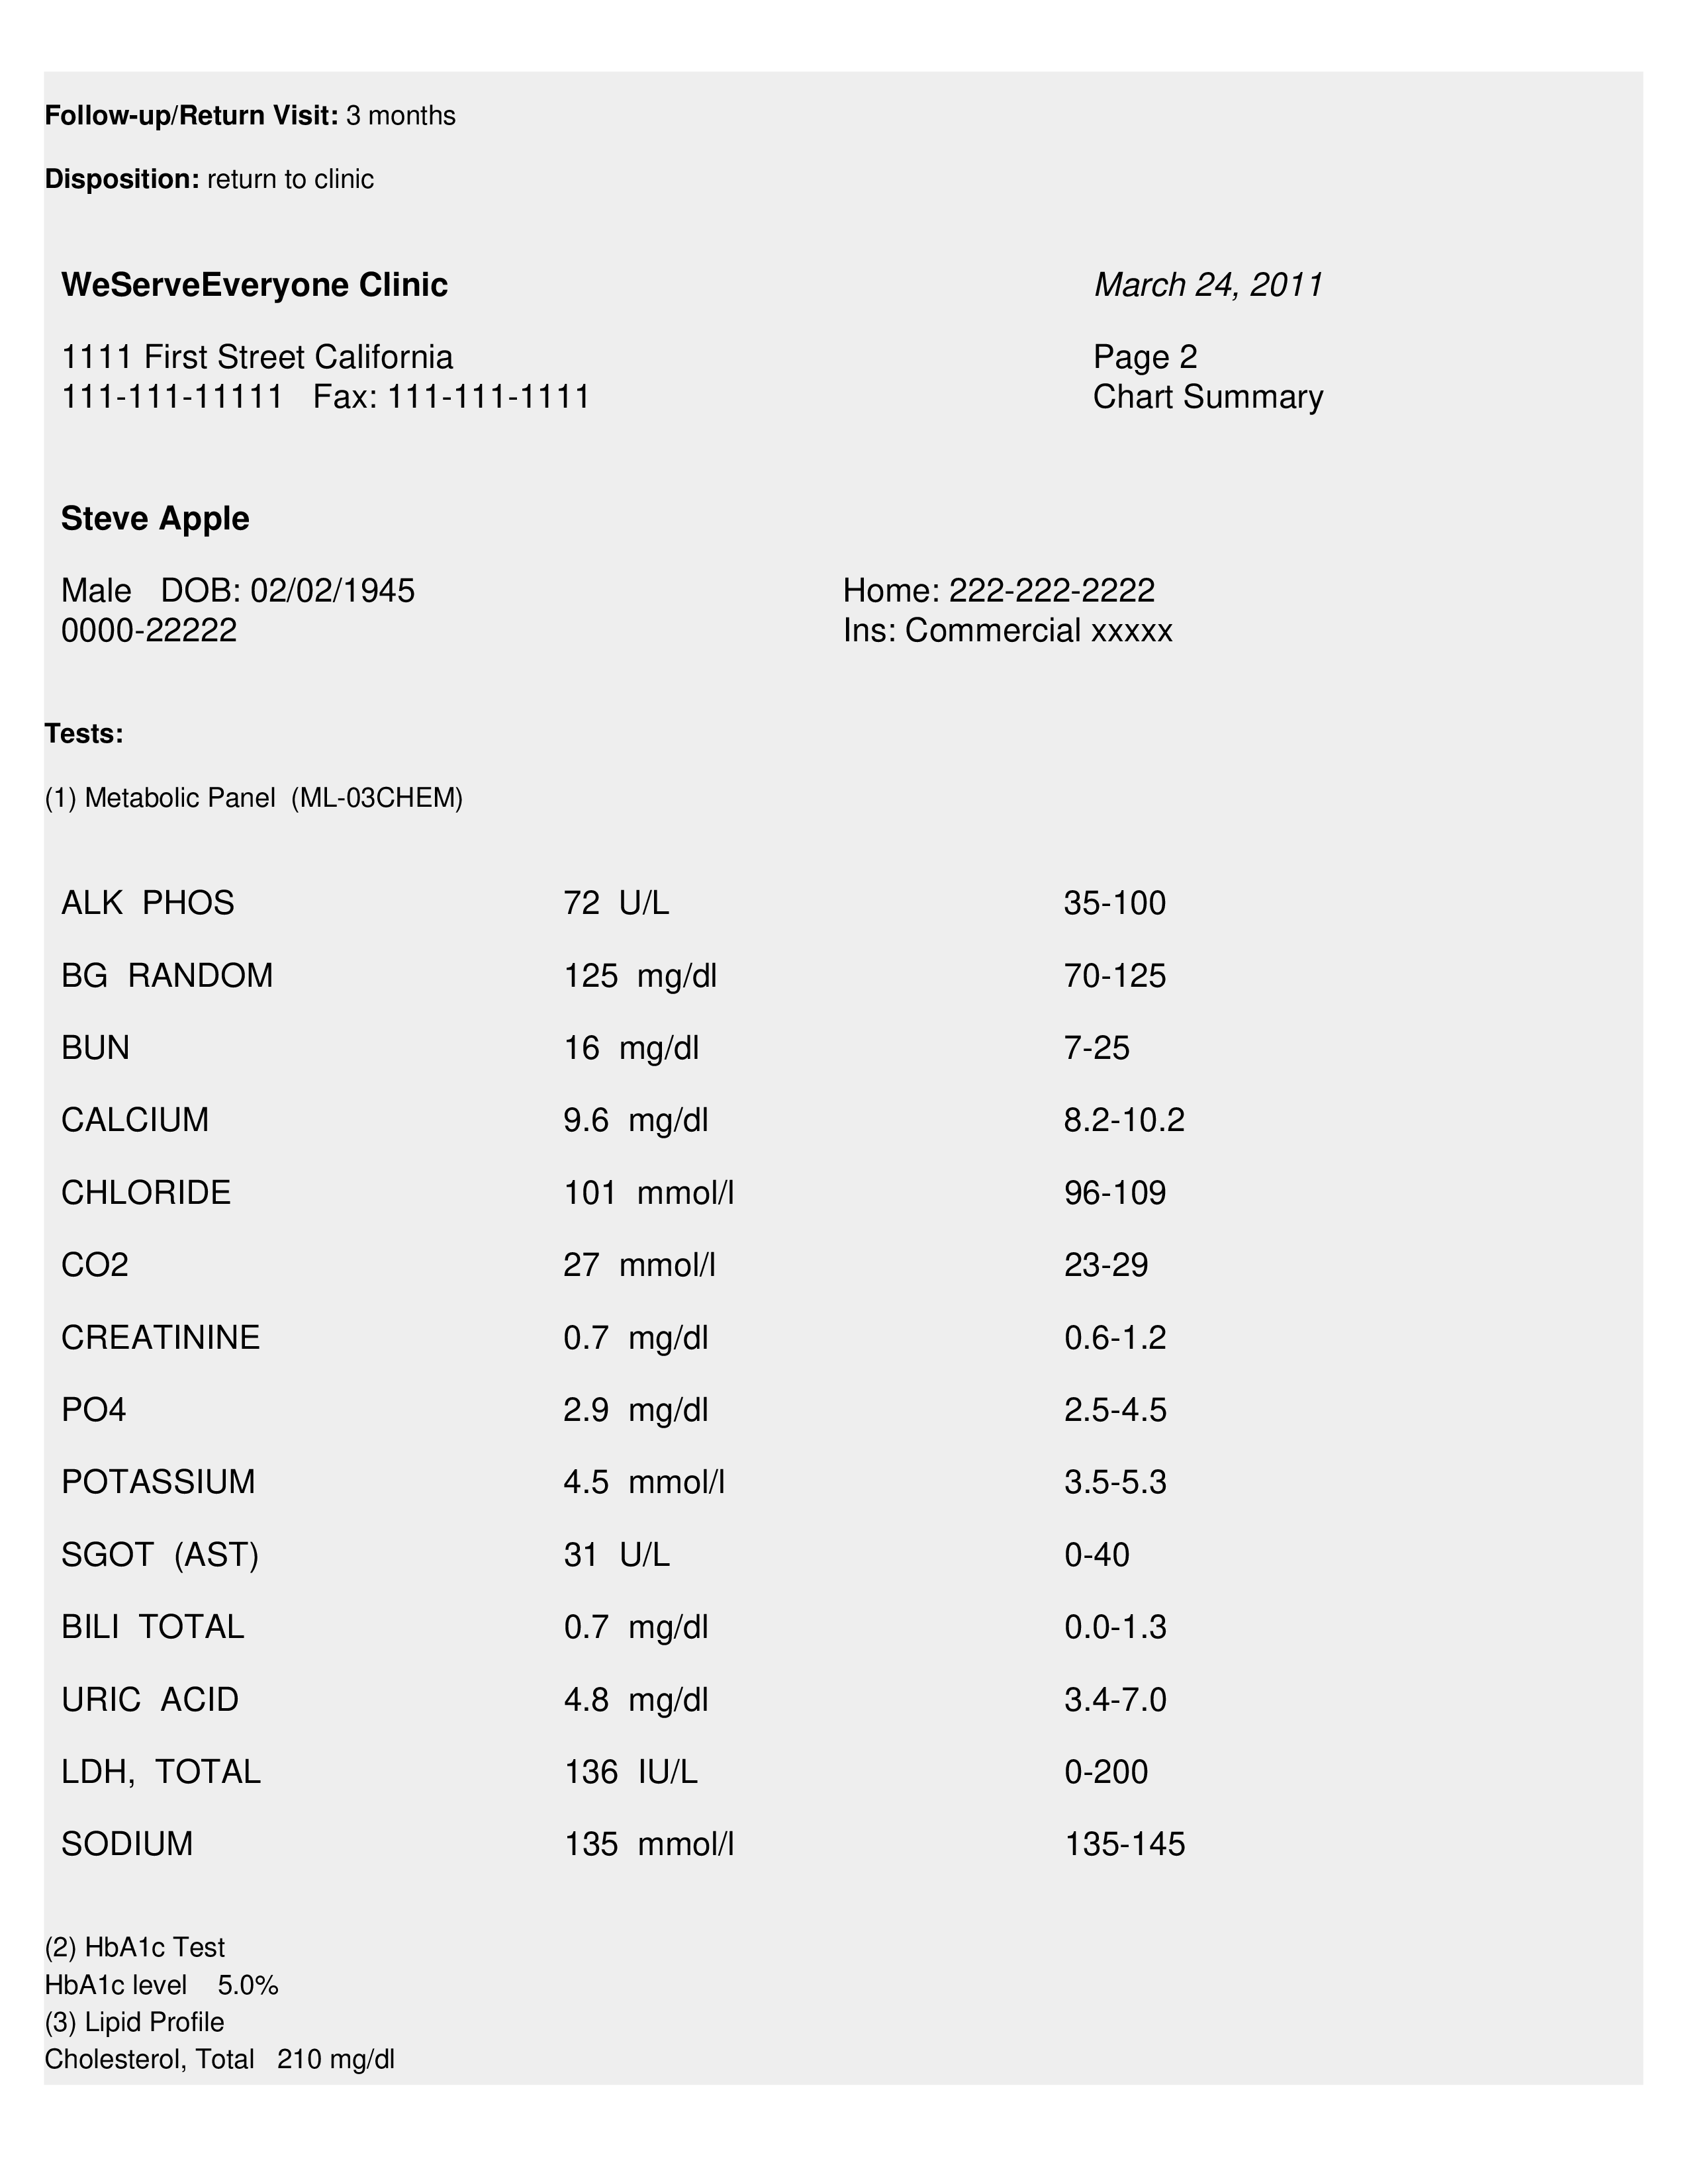 Follow-up/Return Visit: 3 months
Disposition: return to clinic
WeServeEveryone Clinic March 24, 2011
1111 First Street California Page 2
111-111-11111 Fax: 111-111-1111 Chart Summary
Steve Apple
Male DOB: 02/02/1945 Home: 222-222-2222
0000-22222 Ins: Commercial xxxxx
Tests:
(1) Metabolic Panel (ML-03CHEM)
ALK PHOS 72 U/L 35-100
BG RANDOM 125 mg/dl 70-125
BUN 16 mg/dl 7-25
CALCIUM 9.6 mg/dl 8.2-10.2
CHLORIDE 101 mmol/l 96-109
CO2 27 mmol/l 23-29
CREATININE 0.7 mg/dl 0.6-1.2
PO4 2.9 mg/dl 2.5-4.5
POTASSIUM 4.5 mmol/l 3.5-5.3
SGOT (AST) 31 U/L 0-40
BILI TOTAL 0.7 mg/dl 0.0-1.3
URIC ACID 4.8 mg/dl 3.4-7.0
LDH, TOTAL 136 IU/L 0-200
SODIUM 135 mmol/l 135-145
(2) HbA1c Test
HbA1c level 5.0%
(3) Lipid Profile
Cholesterol, Total 210 mg/dl